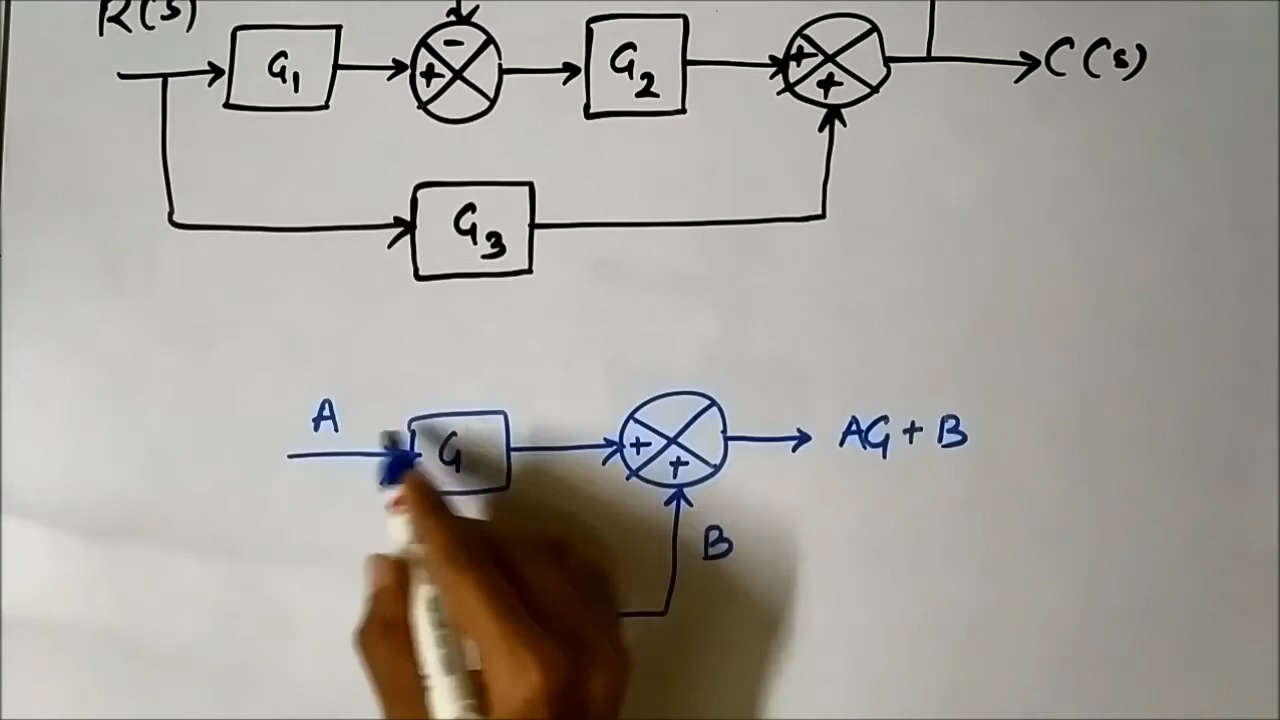 R(S)
G1 + - G2 + + C(s)
G3
A G + + AG + B
B